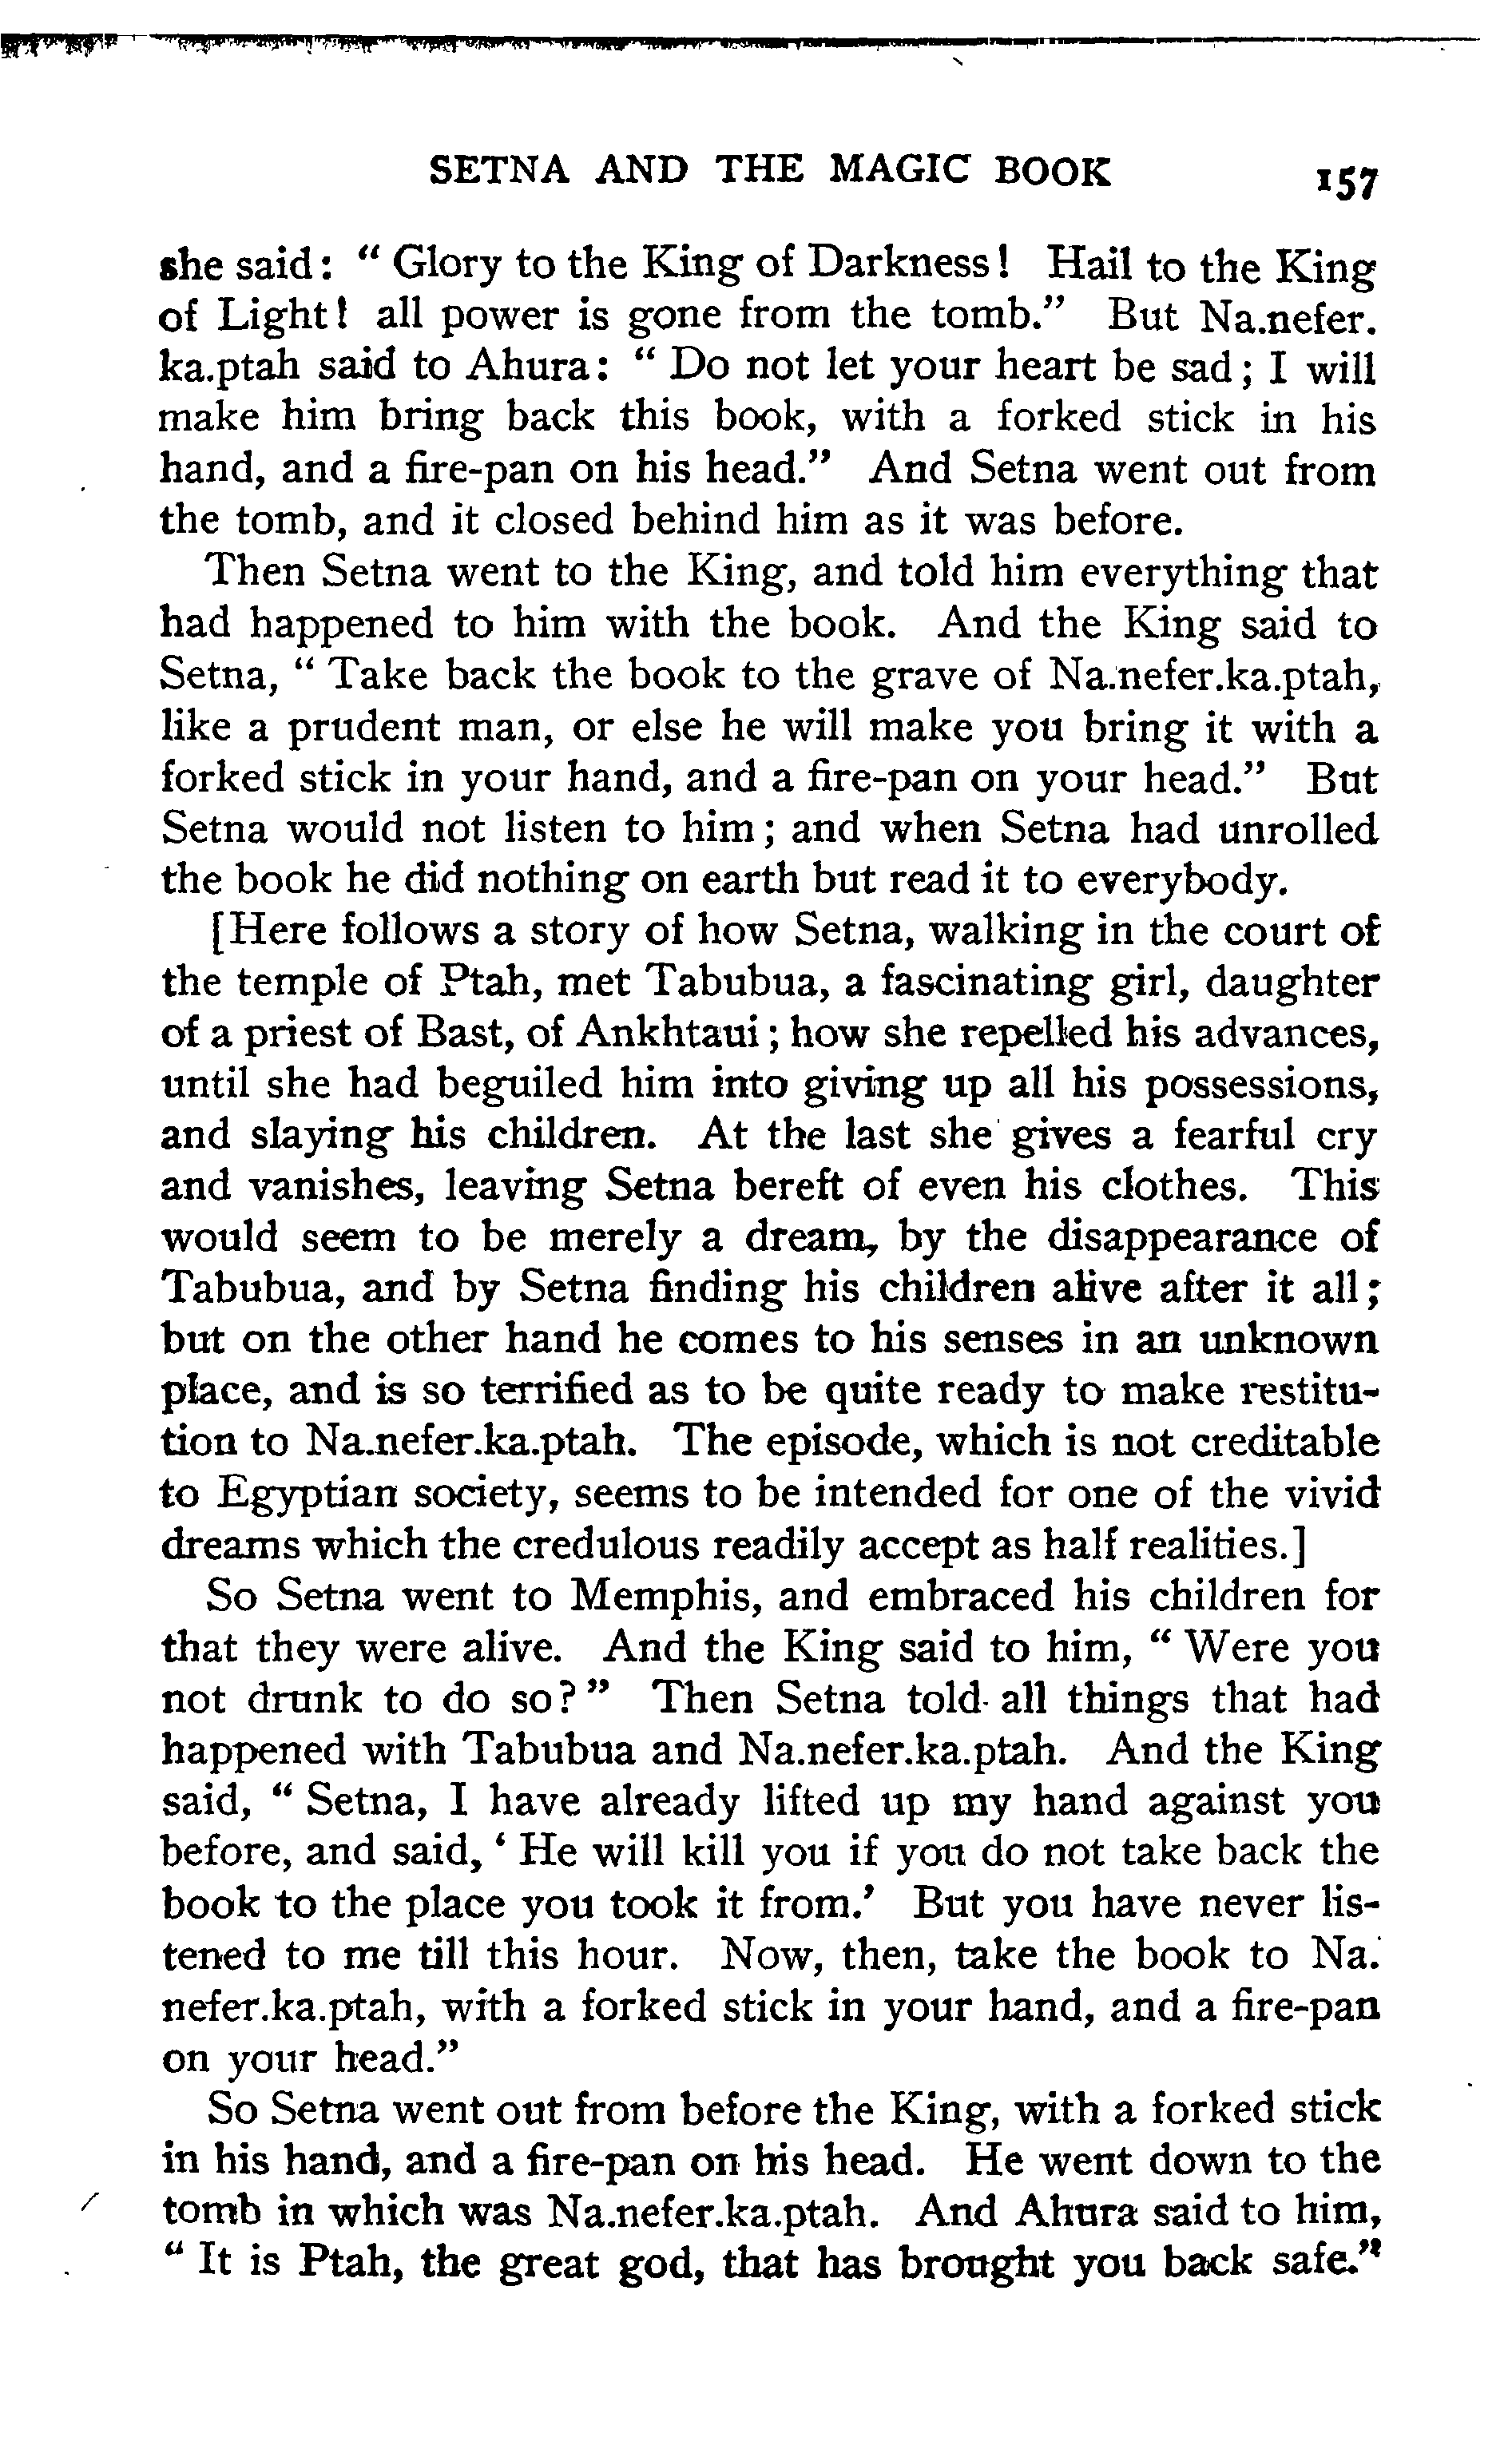 SETNA AND THE MAGIC BOOK 157
she said: “ Glory to the King of Darkness! Hail to the King
of Light! all power is gone from the tomb.” But Na.nefer.
ka.ptah said to Ahura: “ Do not let your heart be sad; I will
make him bring back this book, with a forked stick in his
hand, and a fire-pan on his head.” And Setna went out from
the tomb, and it closed behind him as it was before.
Then Setna went to the King, and told him everything that
had happened to him with the book. And the King said to
Setna, “ Take back the book to the grave of Na.nefer.ka.ptah,
like a prudent man, or else he will make you bring it with a
forked stick in your hand, and a fire-pan on your head.” But
Setna would not listen to him; and when Setna had unrolled
the book he did nothing on earth but read it to everybody.
[Here follows a story of how Setna, walking in the court of
the temple of Ptah, met Tabubua, a fascinating girl, daughter
of a priest of Bast, of Ankhtaui; how she repelled his advances,
until she had beguiled him into giving up all his possessions,
and slaying his children. At the last she gives a fearful cry
and vanishes, leaving Setna bereft of even his clothes. This
would seem to be merely a dream, by the disappearance of
Tabubua, and by Setna finding his children alive after it all;
but on the other hand he comes to his senses in an unknown
place, and is so terrified as to be quite ready to make restitu-
tion to Na.nefer.ka.ptah. The episode, which is not creditable
to Egyptian society, seems to be intended for one of the vivid
dreams which the credulous readily accept as half realities.]
So Setna went to Memphis, and embraced his children for
that they were alive. And the King said to him, “ Were you
not drunk to do so?” Then Setna told all things that had
happened with Tabubua and Na.nefer.ka.ptah. And the King
said, “ Setna, I have already lifted up my hand against you
before, and said, ‘ He will kill you if you do not take back the
book to the place you took it from.’ But you have never lis-
tened to me till this hour. Now, then, take the book to Na.
nefer.ka.ptah, with a forked stick in your hand, and a fire-pan
on your head.”
So Setna went out from before the King, with a forked stick
in his hand, and a fire-pan on his head. He went down to the
tomb in which was Na.nefer.ka.ptah. And Ahura said to him,
“ It is Ptah, the great god, that has brought you back safe.”